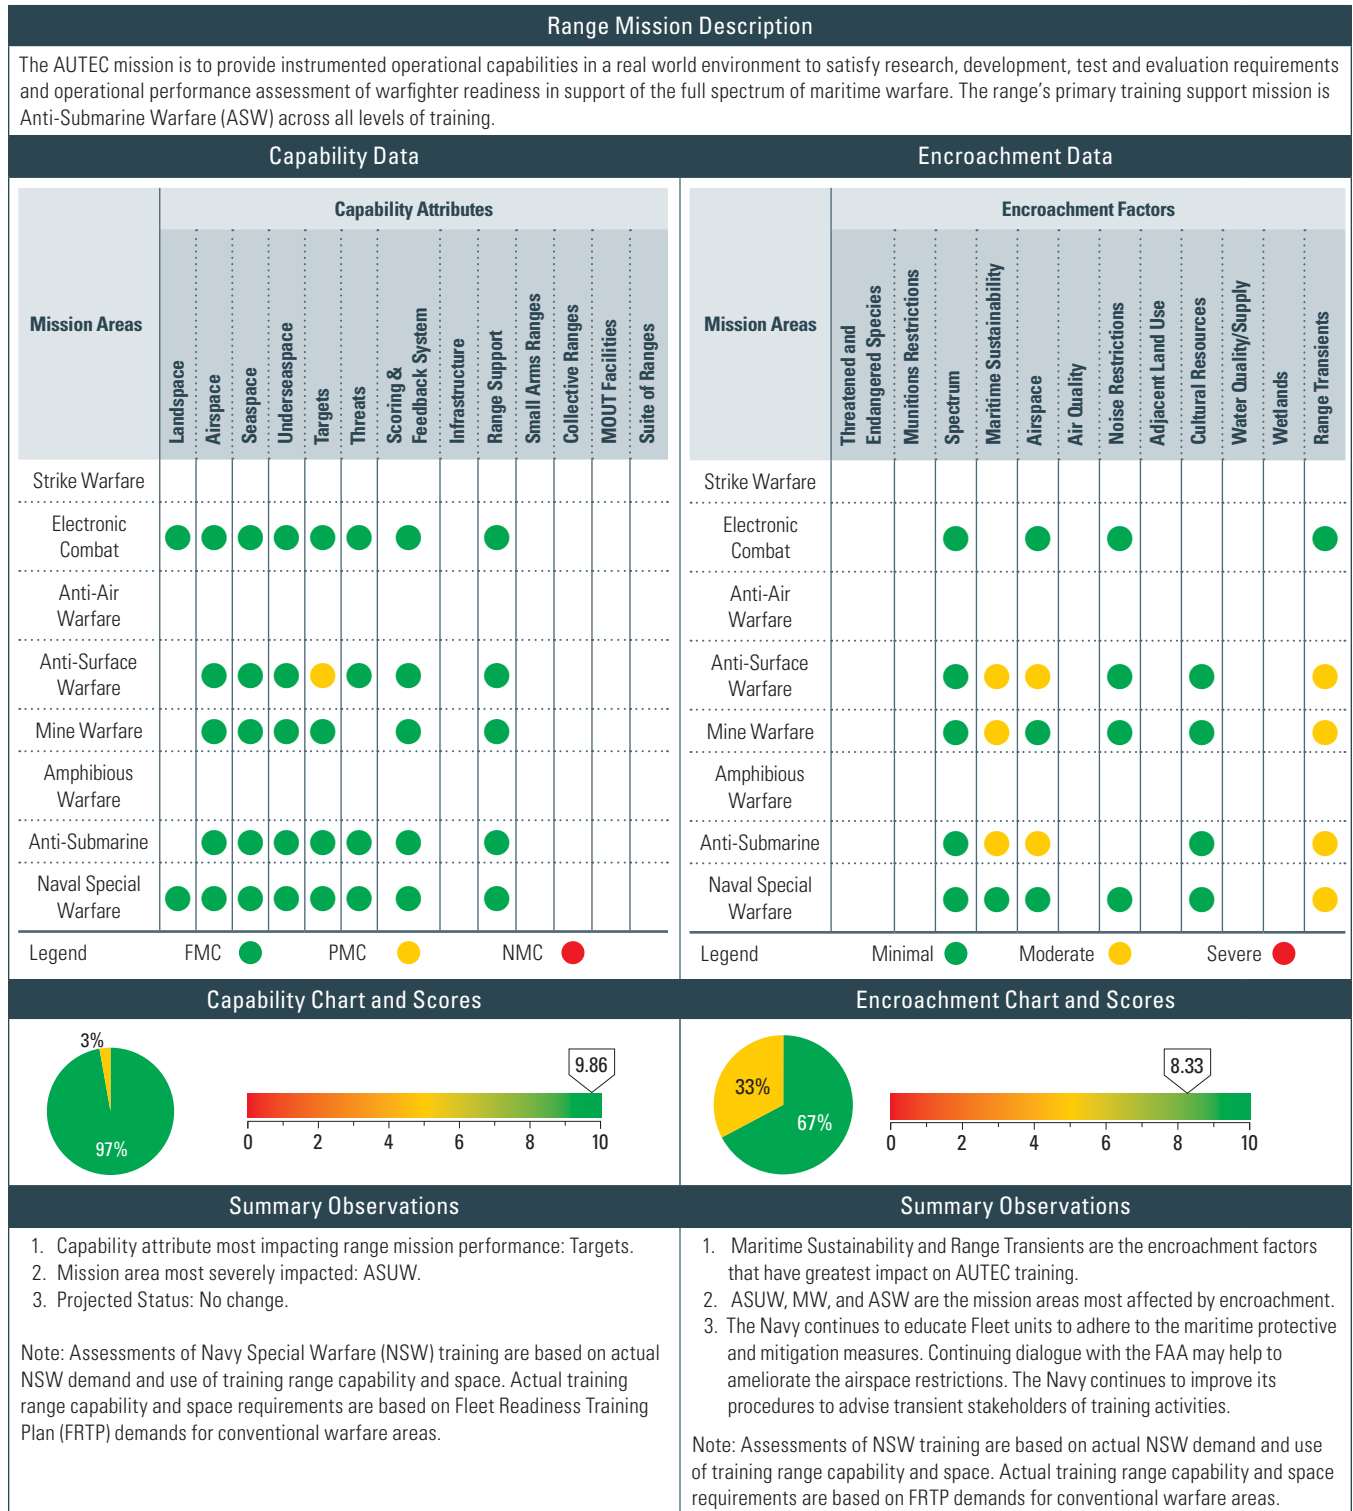 Range Mission Description
The AUTEC mission is to provide instrumented operational capabilities in a real world environment to satisfy research, development, test and evaluation requirements
and operational performance assessment of warfighter readiness in support of the full spectrum of maritime warfare. The range's primary training support mission is
Anti-Submarine Warfare (ASW) across all levels of training.
Capability Data
Mission Areas
Capability Attributes
Landspace
Airspace
Seaspace
Underseaspace
Targets
Threats
Scoring &
Feedback System
Infrastructure
Range Support
Small Arms Ranges
Collective Ranges
MOUT Facilities
Suite of Ranges
Strike Warfare
Electronic
Combat
Anti-Air
Warfare
Anti-Surface
Warfare
Mine Warfare
Amphibious
Warfare
Anti-Submarine
Naval Special
Warfare
Legend FMC PMC NMC
Encroachment Data
Mission Areas
Encroachment Factors
Threatened and
Endangered Species
Munitions Restrictions
Spectrum
Maritime Sustainability
Airspace
Air Quality
Noise Restrictions
Adjacent Land Use
Cultural Resources
Water Quality/Supply
Wetlands
Range Transients
Strike Warfare
Electronic
Combat
Anti-Air
Warfare
Anti-Surface
Warfare
Mine Warfare
Amphibious
Warfare
Anti-Submarine
Naval Special
Warfare
Legend Minimal Moderate Severe
Capability Chart and Scores
3%
97%
9.86
0 2 4 6 8 10
Encroachment Chart and Scores
33%
67%
8.33
0 2 4 6 8 10
Summary Observations
1. Capability attribute most impacting range mission performance: Targets.
2. Mission area most severely impacted: ASUW.
3. Projected Status: No change.
Note: Assessments of Navy Special Warfare (NSW) training are based on actual
NSW demand and use of training range capability and space. Actual training
range capability and space requirements are based on Fleet Readiness Training
Plan (FRTP) demands for conventional warfare areas.
Summary Observations
1. Maritime Sustainability and Range Transients are the encroachment factors
that have greatest impact on AUTEC training.
2. ASUW, MW, and ASW are the mission areas most affected by encroachment.
3. The Navy continues to educate Fleet units to adhere to the maritime protective
and mitigation measures. Continuing dialogue with the FAA may help to
ameliorate the airspace restrictions. The Navy continues to improve its
procedures to advise transient stakeholders of training activities.
Note: Assessments of NSW training are based on actual NSW demand and use
of training range capability and space. Actual training range capability and space
requirements are based on FRTP demands for conventional warfare areas.